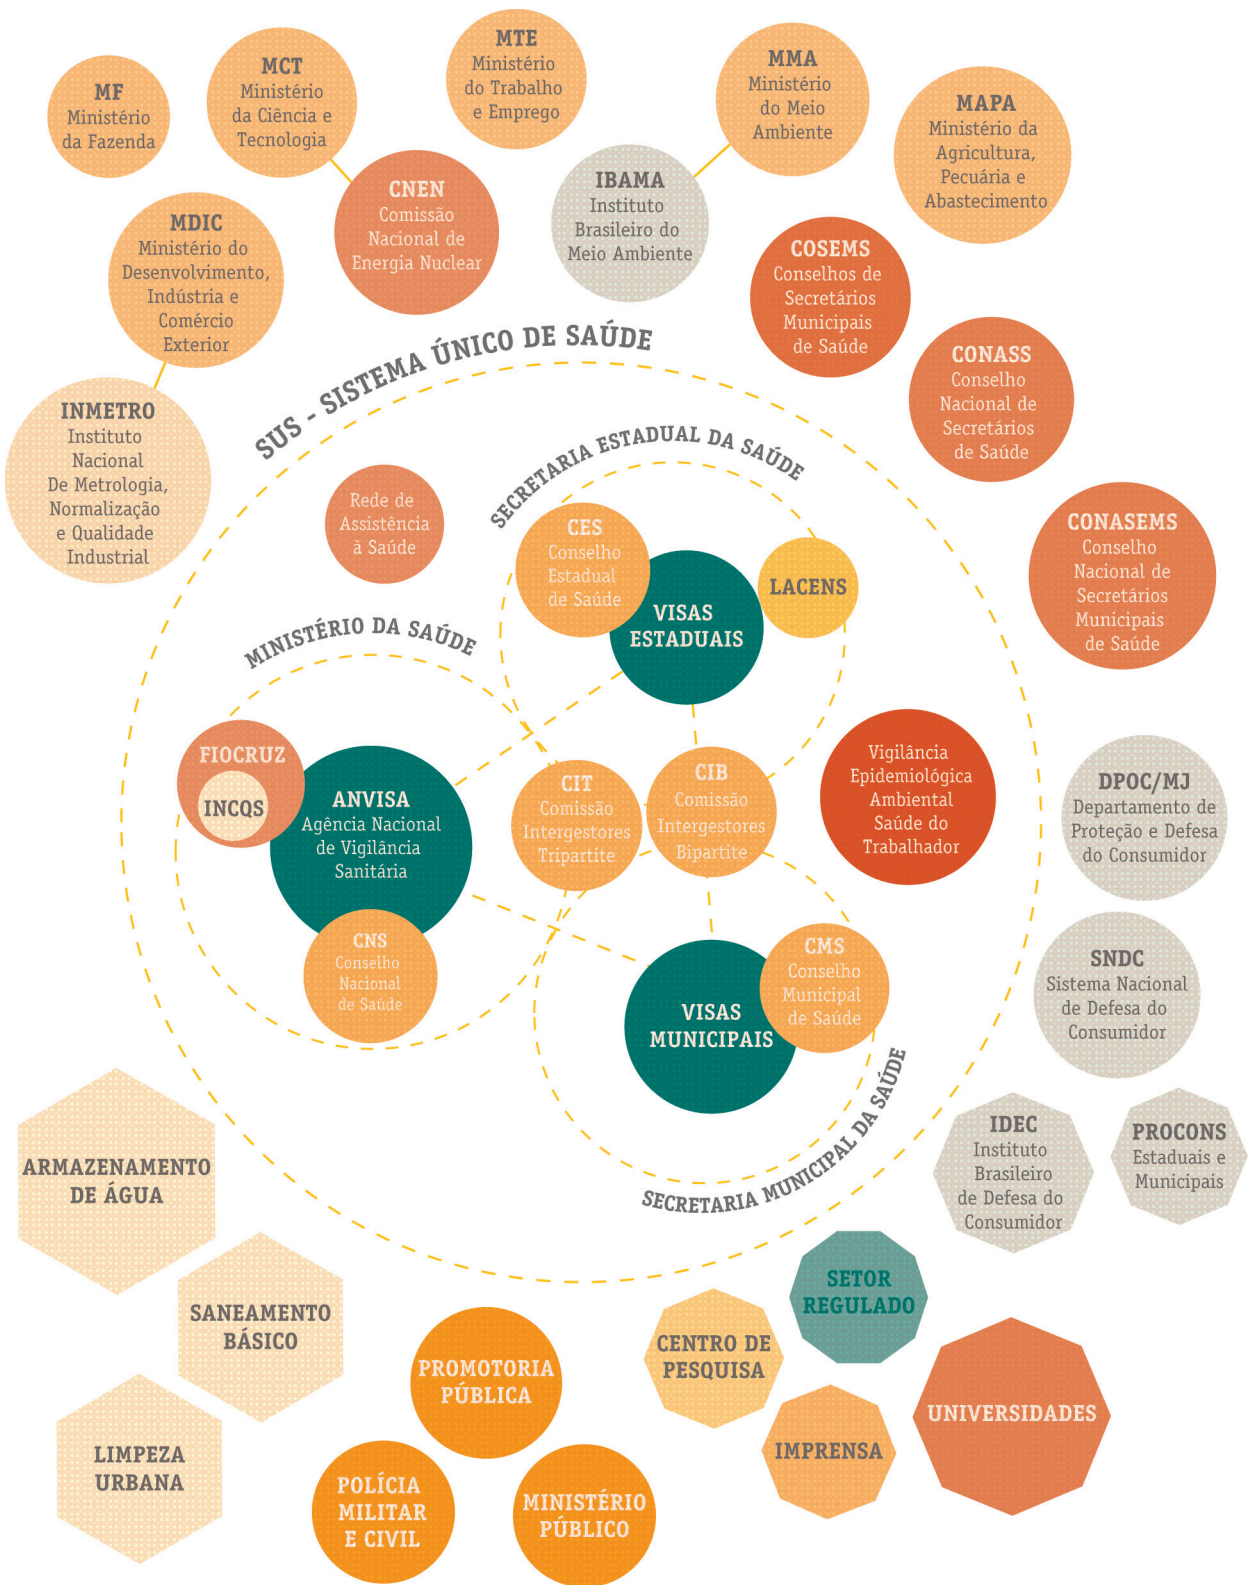 MF
Ministério
da Fazenda
MCT
Ministério
da Ciência e
Tecnologia
MTE
Ministério
do Trabalho
e Emprego
MMA
Ministério
do Meio
Ambiente
MAPA
Ministério da
Agricultura,
Pecuária e
Abastecimento
CNEN
Comissão
Nacional de
Energia Nuclear
IBAMA
Instituto
Brasileiro do
Meio Ambiente
MDIC
Ministério do
Desenvolvimento,
Indústria e
Comércio
Exterior
COSEMS
Conselhos de
Secretários
Municipais
de Saúde
CONASS
Conselho
Nacional de
Secretários
de Saúde
INMETRO
Instituto
Nacional
De Metrologia,
Normalização
e Qualidade
Industrial
SUS - SISTEMA ÚNICO DE SAÚDE
Rede de
Assistência
à Saúde
SECRETARIA ESTADUAL DA SAÚDE
CES
Conselho
Estadual
de Saúde
VISAS
ESTADUAIS
LACENS
CONASEMS
Conselho
Nacional de
Secretários
Municipais
de Saúde
MINISTÉRIO DA SAÚDE
FIOCRUZ
INCQS
ANVISA
Agência Nacional
de Vigilância
Sanitária
CNS
Conselho
Nacional
de Saúde
CIT
Comissão
Intergestores
Tripartite
CIB
Comissão
Intergestores
Bipartite
Vigilância
Epidemiológica
Ambiental
Saúde do
Trabalhador
DPOC/MJ
Departamento de
Proteção e Defesa
do Consumidor
VISAS
MUNICIPAIS
CMS
Conselho
Municipal
de Saúde
SECRETARIA MUNICIPAL DA SAÚDE
SNDC
Sistema Nacional
de Defesa do
Consumidor
IDEC
Instituto
Brasileiro
de Defesa do
Consumidor
PROCONS
Estaduais e
Municipais
ARMAZENAMENTO
DE ÁGUA
SANEAMENTO
BÁSICO
LIMPEZA
URBANA
PROMOTORIA
PÚBLICA
POLÍCIA
MILITAR
E CIVIL
MINISTÉRIO
PÚBLICO
SETOR
REGULADO
CENTRO DE
PESQUISA
IMPRENSA
UNIVERSIDADES